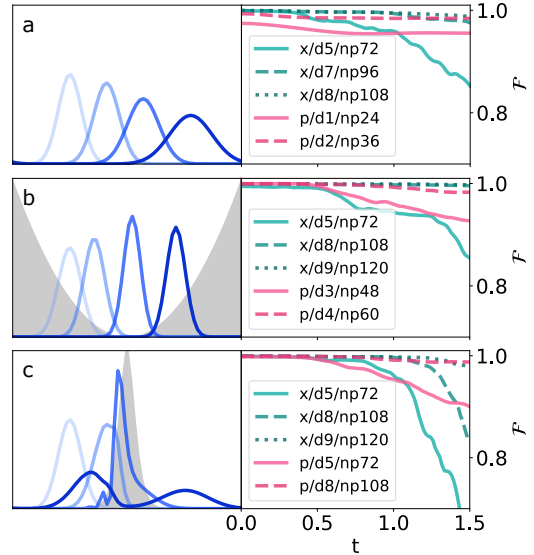 a
x/d5/np72
x/d7/np96
x/d8/np108
p/d1/np24
p/d2/np36
1.0
0.8
ℱ
b
x/d5/np72
x/d8/np108
x/d9/np120
p/d3/np48
p/d4/np60
1.0
0.8
ℱ
c
x/d5/np72
x/d8/np108
x/d9/np120
p/d5/np72
p/d8/np108
1.0
0.8
ℱ
0.0 0.5 1.0 1.5
t